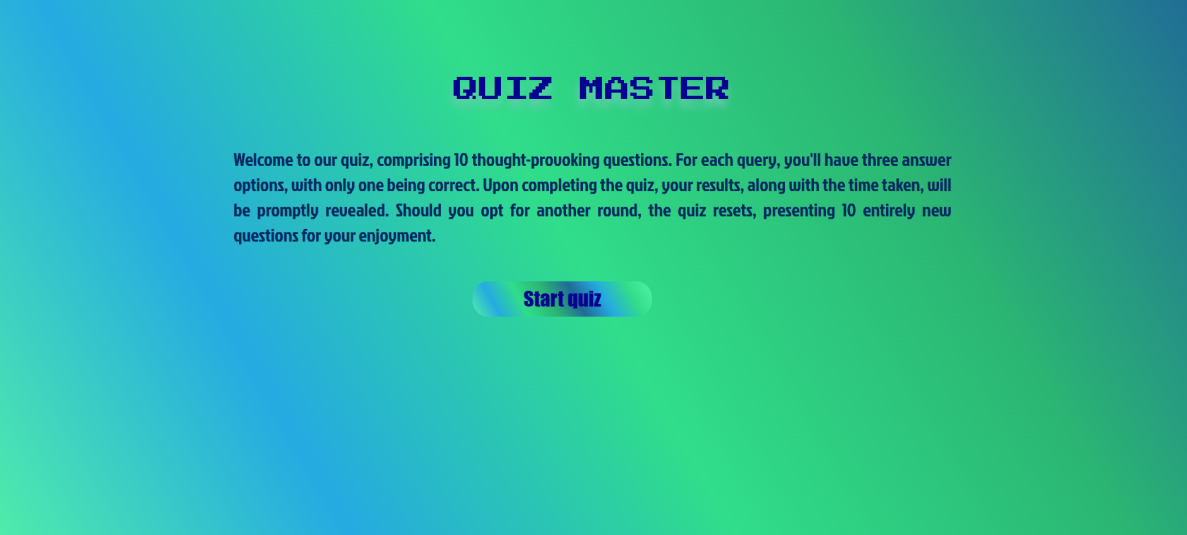 QUIZ MASTER
Welcome to our quiz, comprising 10 thought-provoking questions. For each query, you'll have three answer
options, with only one being correct. Upon completing the quiz, your results, along with the time taken, will
be promptly revealed. Should you opt for another round, the quiz resets, presenting 10 entirely new
questions for your enjoyment.
Start quiz